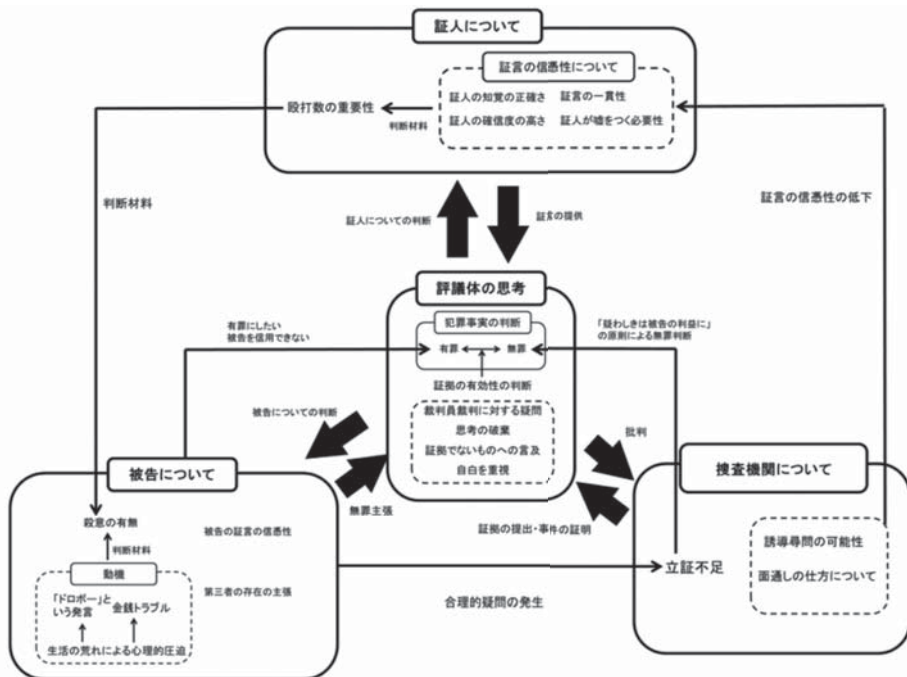 証人について
証言の信憑性について
証人の知覚の正確さ
証言の一貫性
殴打数の重要性
判断材料
証人の確信度の高さ
証人が嘘をつく必要性
判断材料
証言の信憑性の低下
証人についての判断
証言の提供
評議体の思考
有罪にしたい
被告を信用できない
犯罪事実の判断
有罪
無罪
「疑わしきは被告の利益に」
の原則による無罪判断
証拠の有効性の判断
裁判員裁判に対する疑問
思考の破棄
証拠でないものへの言及
自白を重視
被告についての判断
批判
無罪主張
証拠の提出・事件の証明
被告について
殺意の有無
被告の証言の信憑性
判断材料
動機
「ドロボー」と
いう発言
金銭トラブル
第三者の存在の主張
生活の荒れによる心理的圧迫
合理的疑問の発生
捜査機関について
立証不足
誘導尋問の可能性
面通しの仕方について